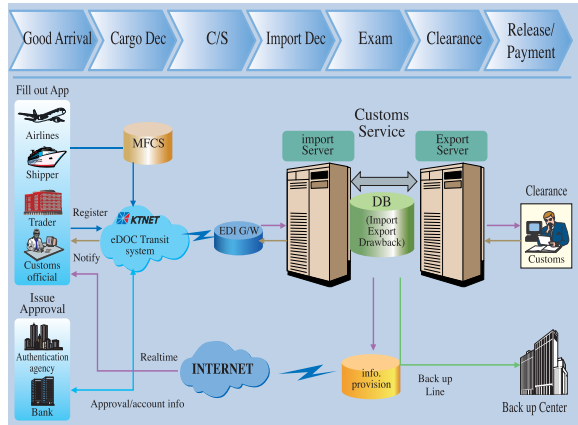 Good Arrival
Cargo Dec
C/S
Import Dec
Exam
Clearance
Release/
Payment
Fill out App
Airlines
Shipper
Trader
Customs
official
MFCS
Register
Notify
KTNET
eDOC Transit
system
EDI G/W
Customs
Service
import
Server
Export
Server
DB
(Import
Export
Drawback)
Clearance
Customs
Issue
Approval
Authentication
agency
Bank
Realtime
INTERNET
Approval/account info
info.
provision
Back up
Line
Back up Center